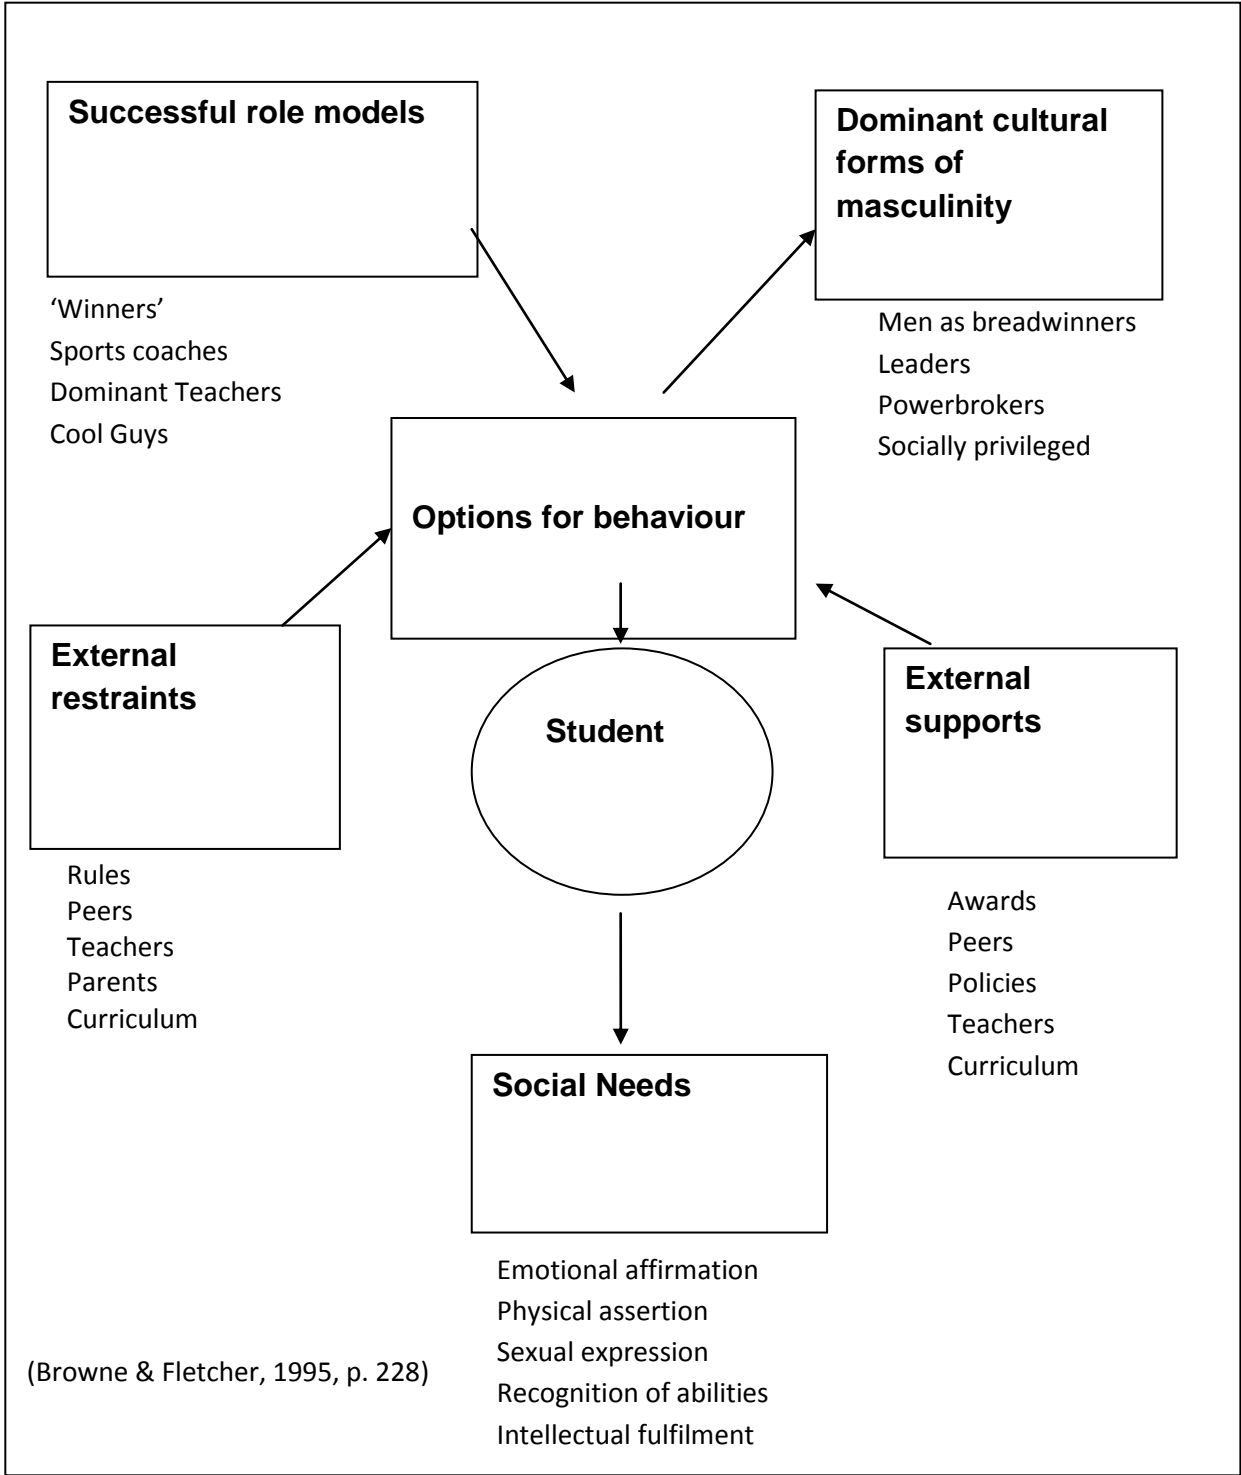 Successful role models
‘Winners’
Sports coaches
Dominant Teachers
Cool Guys
Dominant cultural
forms of
masculinity
Men as breadwinners
Leaders
Powerbrokers
Socially privileged
Options for behaviour
External
restraints
Rules
Peers
Teachers
Parents
Curriculum
Student
External
supports
Awards
Peers
Policies
Teachers
Curriculum
Social Needs
Emotional affirmation
Physical assertion
Sexual expression
Recognition of abilities
Intellectual fulfilment
(Browne & Fletcher, 1995, p. 228)